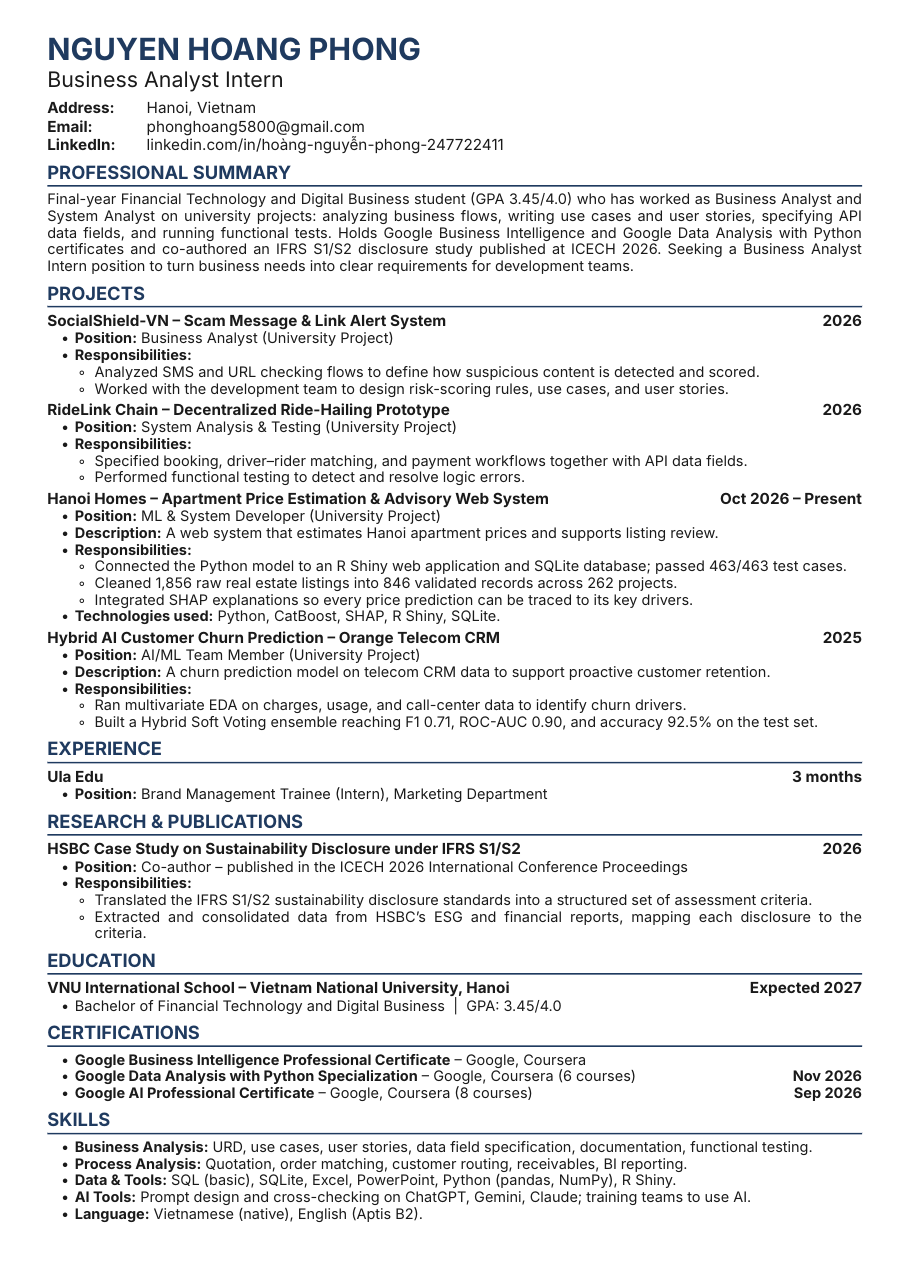 NGUYEN HOANG PHONG
Business Analyst Intern
Address: Hanoi, Vietnam
Email: phonghoang5800@gmail.com
LinkedIn: linkedin.com/in/hoàng-nguyễn-phong-247722411
PROFESSIONAL SUMMARY
Final-year Financial Technology and Digital Business student (GPA 3.45/4.0) who has worked as Business Analyst and
System Analyst on university projects: analyzing business flows, writing use cases and user stories, specifying API
data fields, and running functional tests. Holds Google Business Intelligence and Google Data Analysis with Python
certificates and co-authored an IFRS S1/S2 disclosure study published at ICECH 2026. Seeking a Business Analyst
Intern position to turn business needs into clear requirements for development teams.
PROJECTS
SocialShield-VN – Scam Message & Link Alert System 2026
• Position: Business Analyst (University Project)
• Responsibilities:
◦ Analyzed SMS and URL checking flows to define how suspicious content is detected and scored.
◦ Worked with the development team to design risk-scoring rules, use cases, and user stories.
RideLink Chain – Decentralized Ride-Hailing Prototype 2026
• Position: System Analysis & Testing (University Project)
• Responsibilities:
◦ Specified booking, driver–rider matching, and payment workflows together with API data fields.
◦ Performed functional testing to detect and resolve logic errors.
Hanoi Homes – Apartment Price Estimation & Advisory Web System Oct 2026 – Present
• Position: ML & System Developer (University Project)
• Description: A web system that estimates Hanoi apartment prices and supports listing review.
• Responsibilities:
◦ Connected the Python model to an R Shiny web application and SQLite database; passed 463/463 test cases.
◦ Cleaned 1,856 raw real estate listings into 846 validated records across 262 projects.
◦ Integrated SHAP explanations so every price prediction can be traced to its key drivers.
• Technologies used: Python, CatBoost, SHAP, R Shiny, SQLite.
Hybrid AI Customer Churn Prediction – Orange Telecom CRM 2025
• Position: AI/ML Team Member (University Project)
• Description: A churn prediction model on telecom CRM data to support proactive customer retention.
• Responsibilities:
◦ Ran multivariate EDA on charges, usage, and call-center data to identify churn drivers.
◦ Built a Hybrid Soft Voting ensemble reaching F1 0.71, ROC-AUC 0.90, and accuracy 92.5% on the test set.
EXPERIENCE
Ula Edu 3 months
• Position: Brand Management Trainee (Intern), Marketing Department
RESEARCH & PUBLICATIONS
HSBC Case Study on Sustainability Disclosure under IFRS S1/S2 2026
• Position: Co-author – published in the ICECH 2026 International Conference Proceedings
• Responsibilities:
◦ Translated the IFRS S1/S2 sustainability disclosure standards into a structured set of assessment criteria.
◦ Extracted and consolidated data from HSBC’s ESG and financial reports, mapping each disclosure to the
criteria.
EDUCATION
VNU International School – Vietnam National University, Hanoi Expected 2027
• Bachelor of Financial Technology and Digital Business | GPA: 3.45/4.0
CERTIFICATIONS
• Google Business Intelligence Professional Certificate – Google, Coursera
• Google Data Analysis with Python Specialization – Google, Coursera (6 courses) Nov 2026
• Google AI Professional Certificate – Google, Coursera (8 courses) Sep 2026
SKILLS
• Business Analysis: URD, use cases, user stories, data field specification, documentation, functional testing.
• Process Analysis: Quotation, order matching, customer routing, receivables, BI reporting.
• Data & Tools: SQL (basic), SQLite, Excel, PowerPoint, Python (pandas, NumPy), R Shiny.
• AI Tools: Prompt design and cross-checking on ChatGPT, Gemini, Claude; training teams to use AI.
• Language: Vietnamese (native), English (Aptis B2).